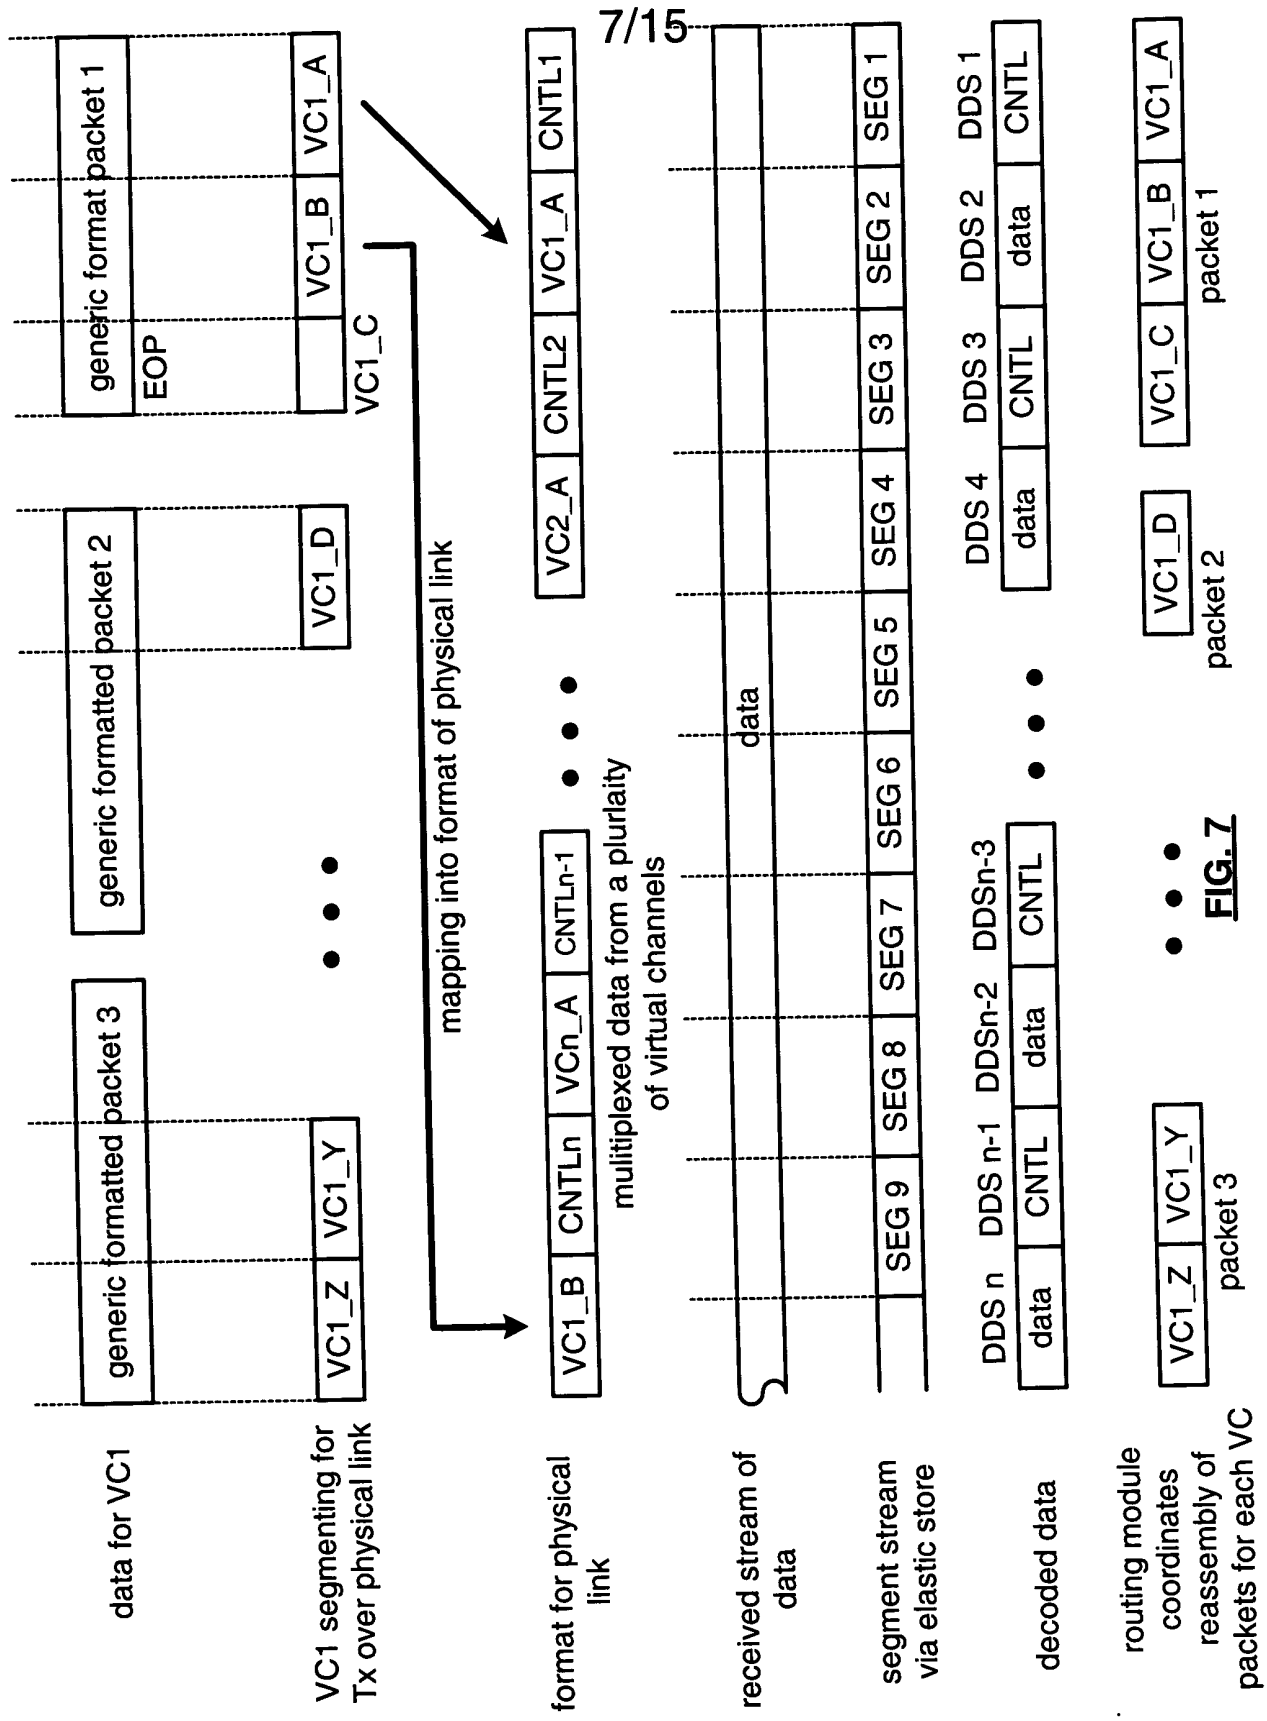 7/15
data for VC1
generic formatted packet 3
generic formatted packet 2
generic format packet 1
EOP
VC1 segmenting for
Tx over physical link
VC1_Z VC1_Y
VC1_D
VC1_B VC1_A
VC1_C
mapping into format of physical link
format for physical
link
VC1_B CNTLn VCn_A CNTLn-1
VC2_A CNTL2 VC1_A CNTL1
mulitiplexed data from a plurlaity
of virtual channels
received stream of
data
data
segment stream
via elastic store
SEG 9 SEG 8 SEG 7 SEG 6 SEG 5 SEG 4 SEG 3 SEG 2 SEG 1
DDS n DDS n-1 DDSn-2 DDSn-3 DDS 4 DDS 3 DDS 2 DDS 1
decoded data
data CNTL data CNTL data CNTL data CNTL
routing module
coordinates
reassembly of
packets for each VC
VC1_Z VC1_Y
packet 3
VC1_D
packet 2
VC1_C VC1_B VC1_A
packet 1
FIG. 7